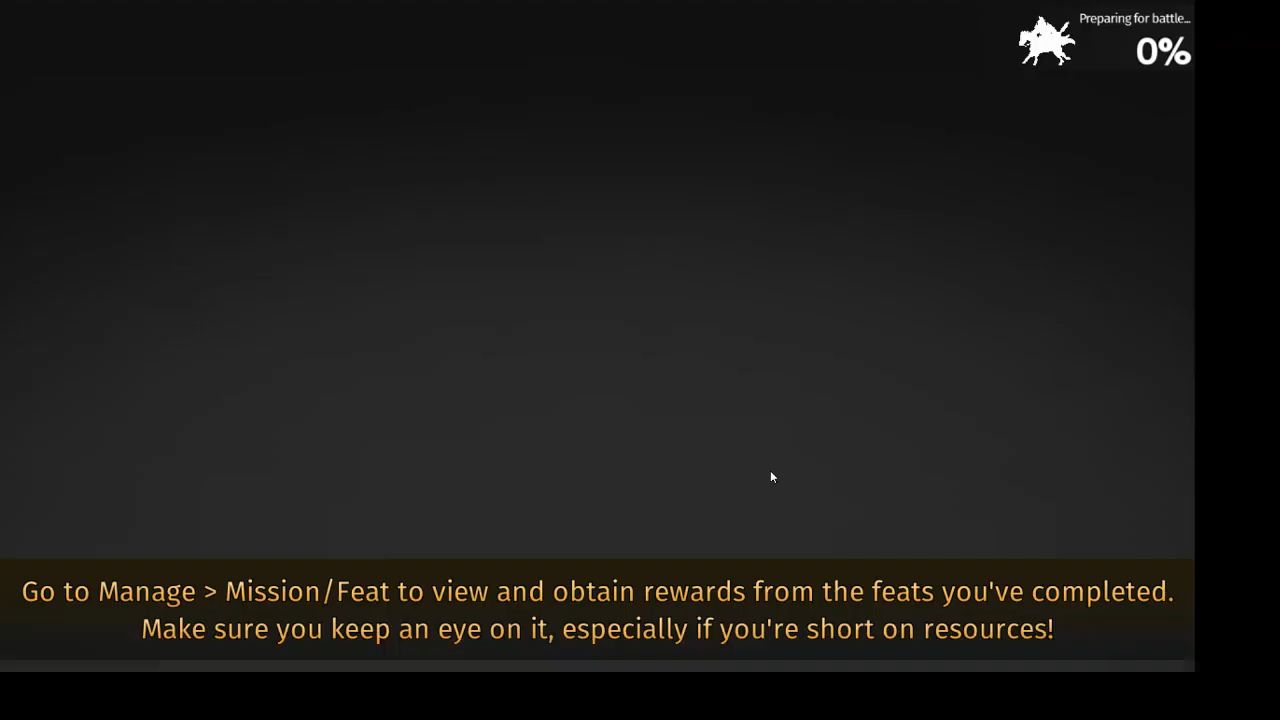 Preparing for battle...
0%
Go to Manage > Mission/Feat to view and obtain rewards from the feats you've completed.
Make sure you keep an eye on it, especially if you're short on resources!